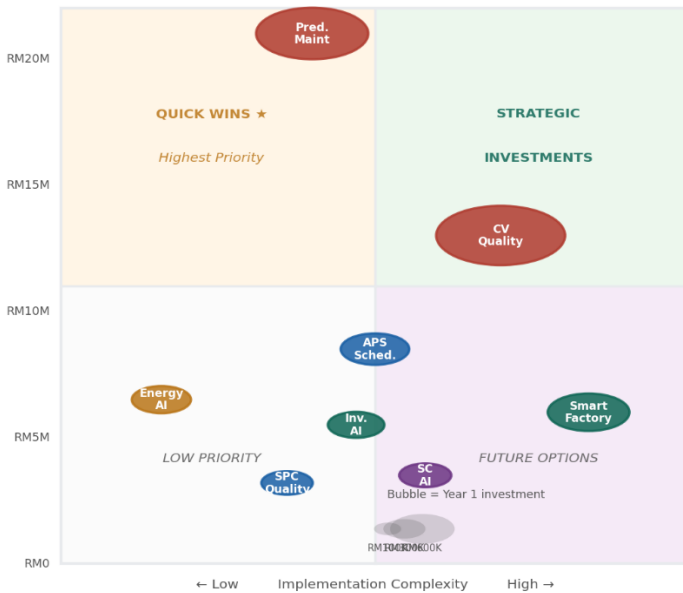 Pred.
Maint
RM20M
QUICK WINS ★
STRATEGIC
Highest Priority
INVESTMENTS
RM15M
CV
Quality
RM10M
APS
Sched.
Energy
AI
Smart
Factory
Inv.
AI
RM5M
LOW PRIORITY
FUTURE OPTIONS
SC
AI
SPC
Quality
Bubble = Year 1 investment
RM0
← Low
Implementation Complexity
High →